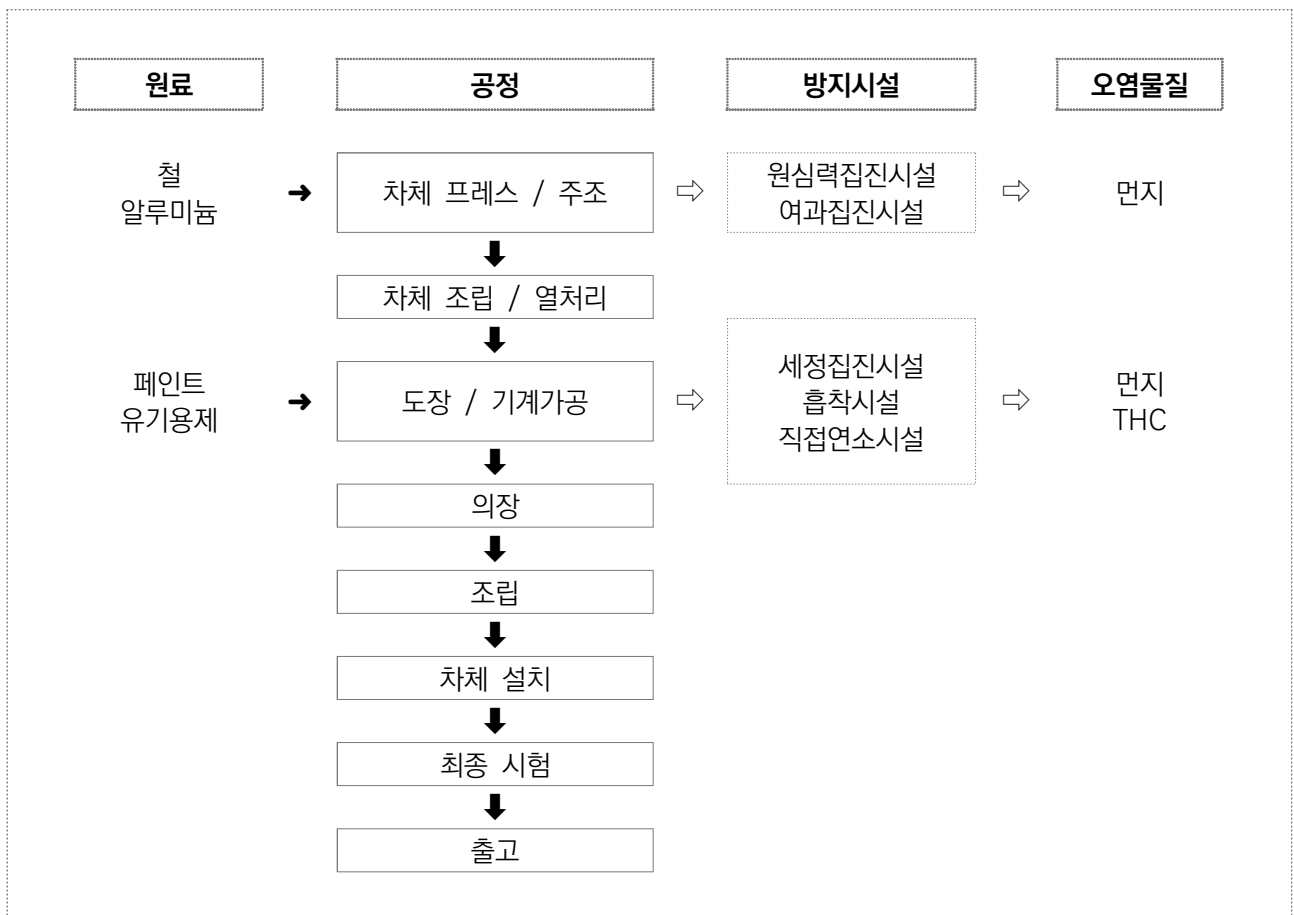 원료 공정 방지시설 오염물질
철
알루미늄
차체 프레스 / 주조
원심력집진시설
여과집진시설
먼지
차체 조립 / 열처리
페인트
유기용제
도장 / 기계가공
세정집진시설
흡착시설
직접연소시설
먼지
THC
의장
조립
차체 설치
최종 시험
출고